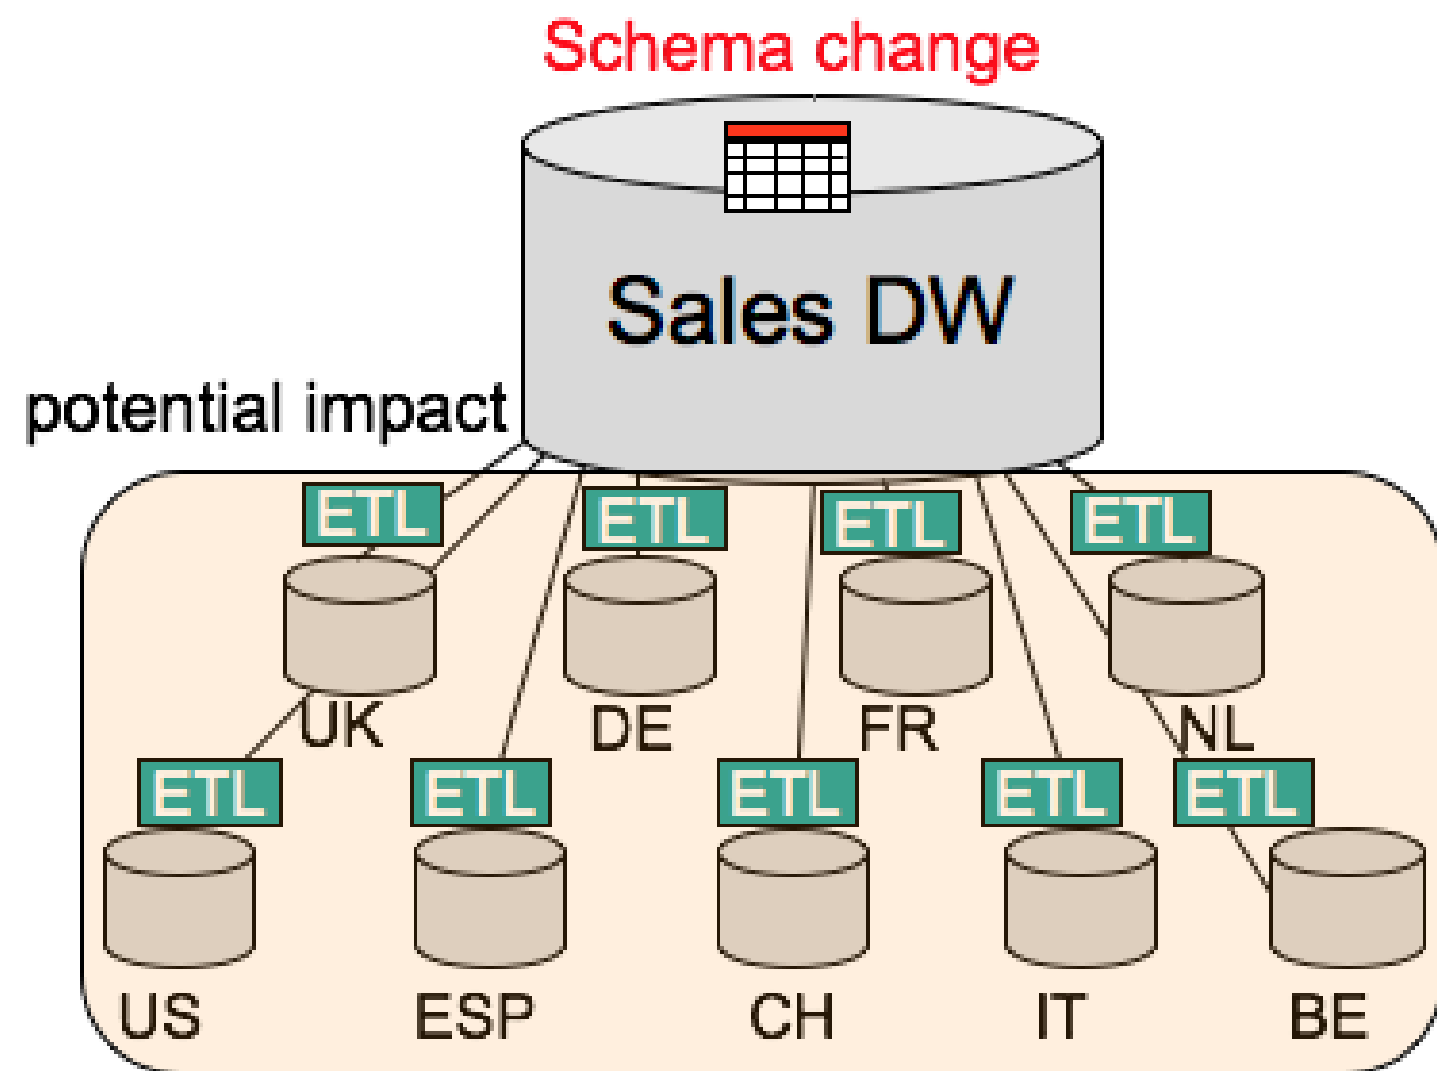 Schema change
Sales DW
potential impact
ETL ETL ETL ETL
UK DE FR NL
ETL ETL ETL ETL ETL
US ESP CH IT BE